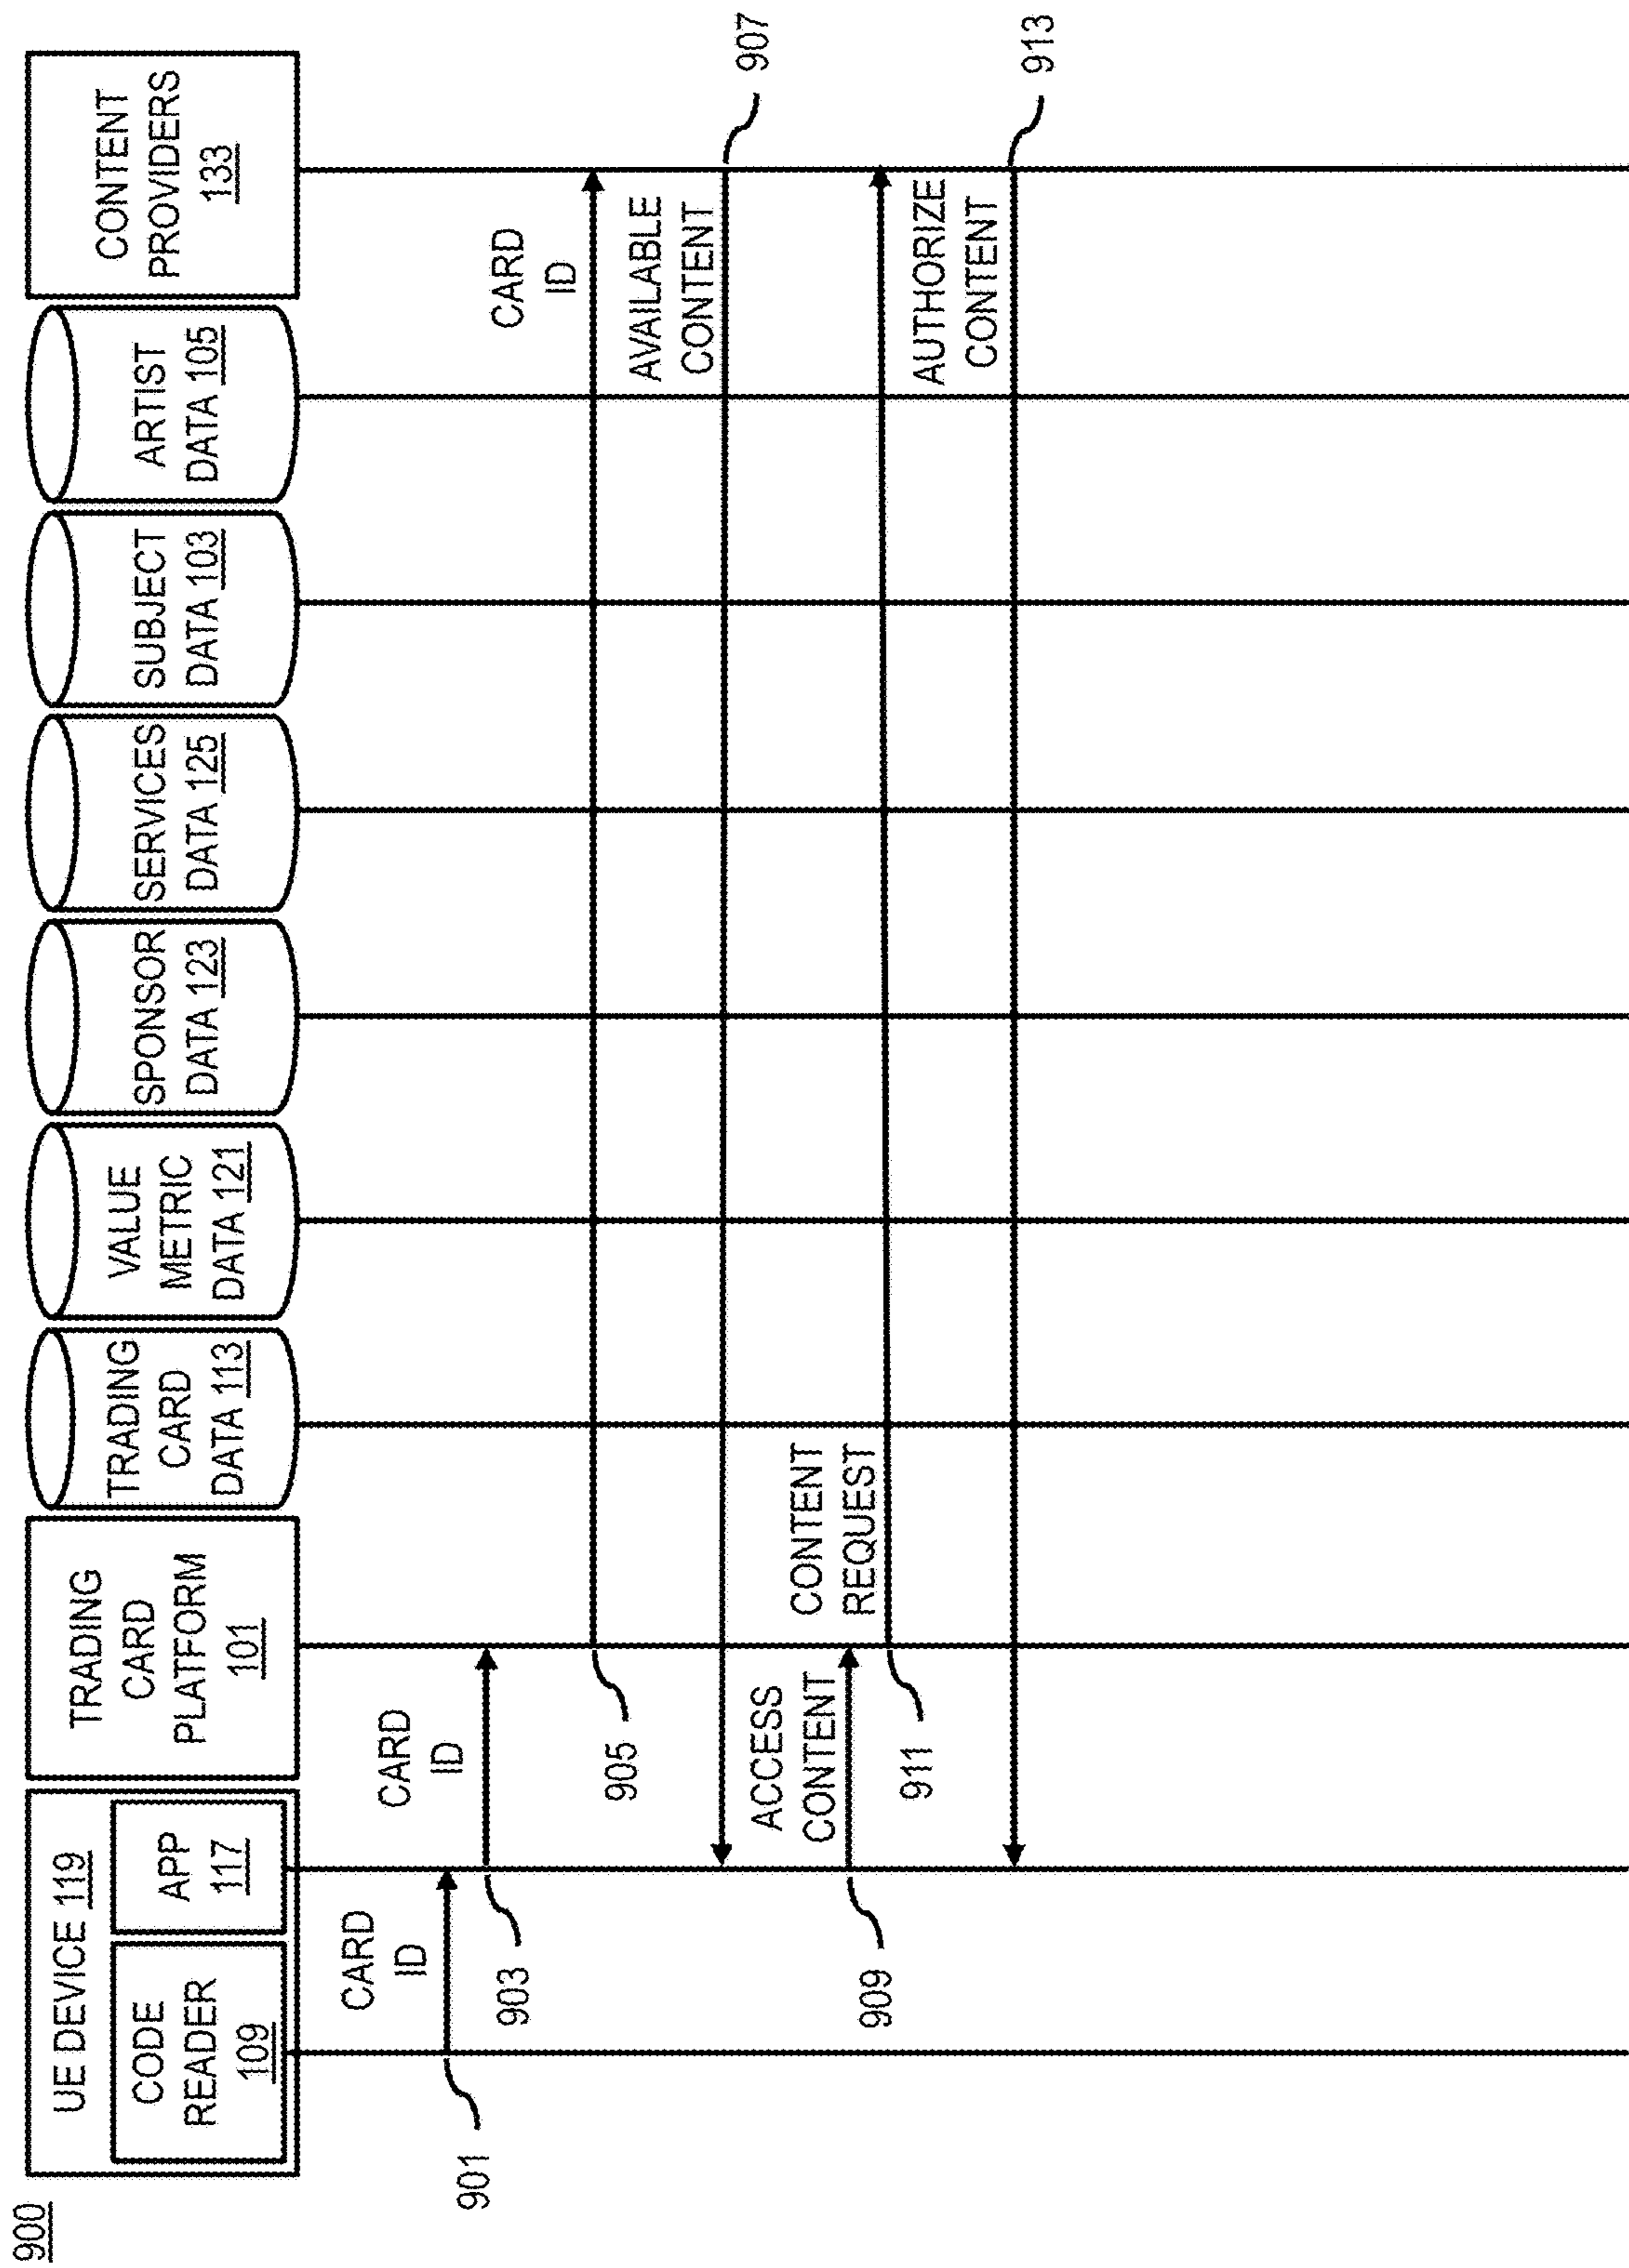 900
UE DEVICE 119
CODE
READER
109
APP
117
TRADING
CARD
PLATFORM
101
TRADING
CARD
DATA 113
VALUE
METRIC
DATA 121
SPONSOR
DATA 123
SERVICES
DATA 125
SUBJECT
DATA 103
ARTIST
DATA 105
CONTENT
PROVIDERS
133
CARD
ID
901
CARD
ID
903
CARD
ID
905
AVAILABLE
CONTENT
907
ACCESS
CONTENT
909
CONTENT
REQUEST
911
AUTHORIZE
CONTENT
913